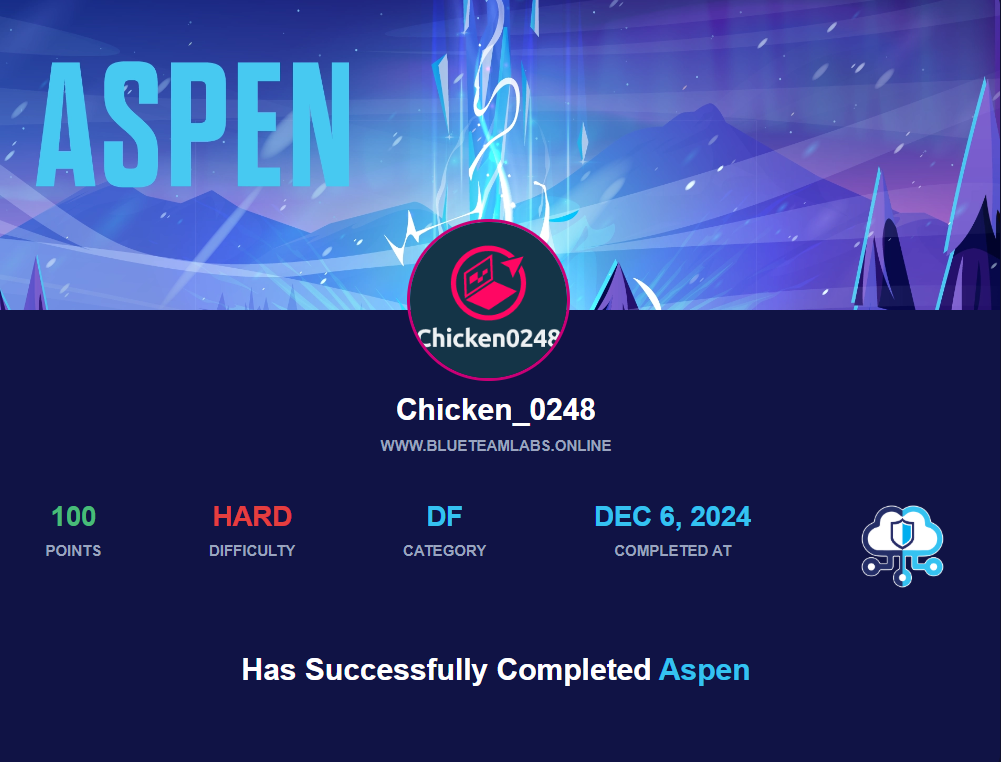 ASPEN
Chicken0248
Chicken_0248
WWW.BLUETEAMLABS.ONLINE
100 HARD DF DEC 6, 2024
POINTS DIFFICULTY CATEGORY COMPLETED AT
Has Successfully Completed Aspen